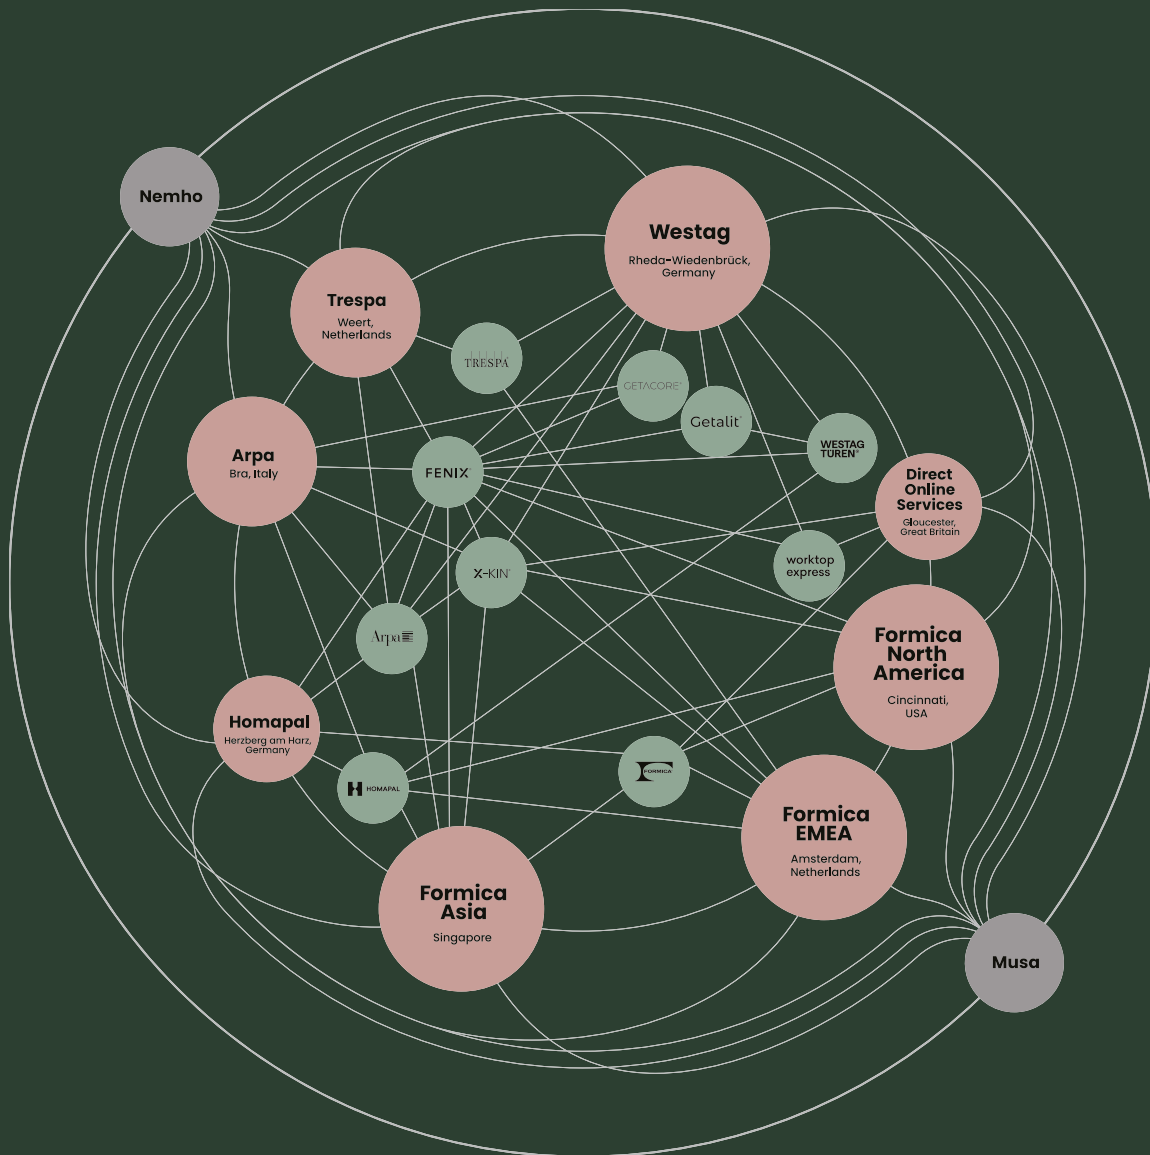 Nemho
Westag
Rheda-Wiedenbrück,
Germany
Trespa
Weert,
Netherlands
TRESPA®
GETACORE®
Getalit®
WESTAG
TÜREN®
Arpa
Bra, Italy
FENIX®
Direct
Online
Services
Gloucester,
Great Britain
worktop
express®
X-KIN®
Arpa
Formica
North
America
Cincinnati,
USA
Homapal
Herzberg am Harz,
Germany
HOMAPAL
FORMICA®
Formica
EMEA
Amsterdam,
Netherlands
Formica
Asia
Singapore
Musa